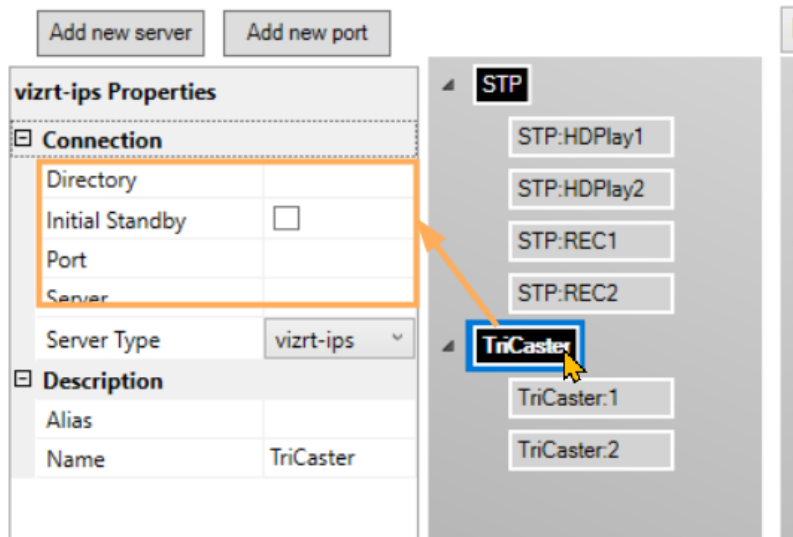 Add new server
Add new port
vizrt-ips Properties
Connection
Directory
Initial Standby
Port
Server
Server Type vizrt-ips
Description
Alias
Name TriCaster
STP
STP:HDPlay1
STP:HDPlay2
STP:REC1
STP:REC2
TriCaster
TriCaster:1
TriCaster:2